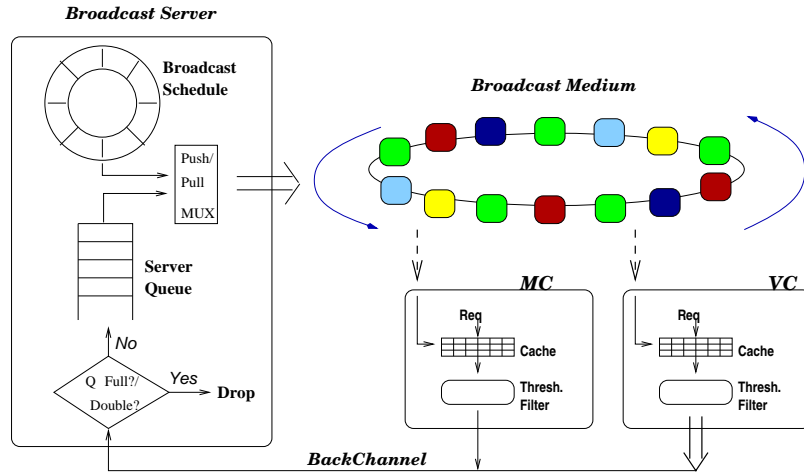 Broadcast Server
Broadcast
Schedule
Push/
Pull
MUX
Server
Queue
No
Q Full?/
Double?
Yes
Drop
Broadcast Medium
MC
Req
Cache
Thresh.
Filter
VC
Req
Cache
Thresh.
Filter
BackChannel